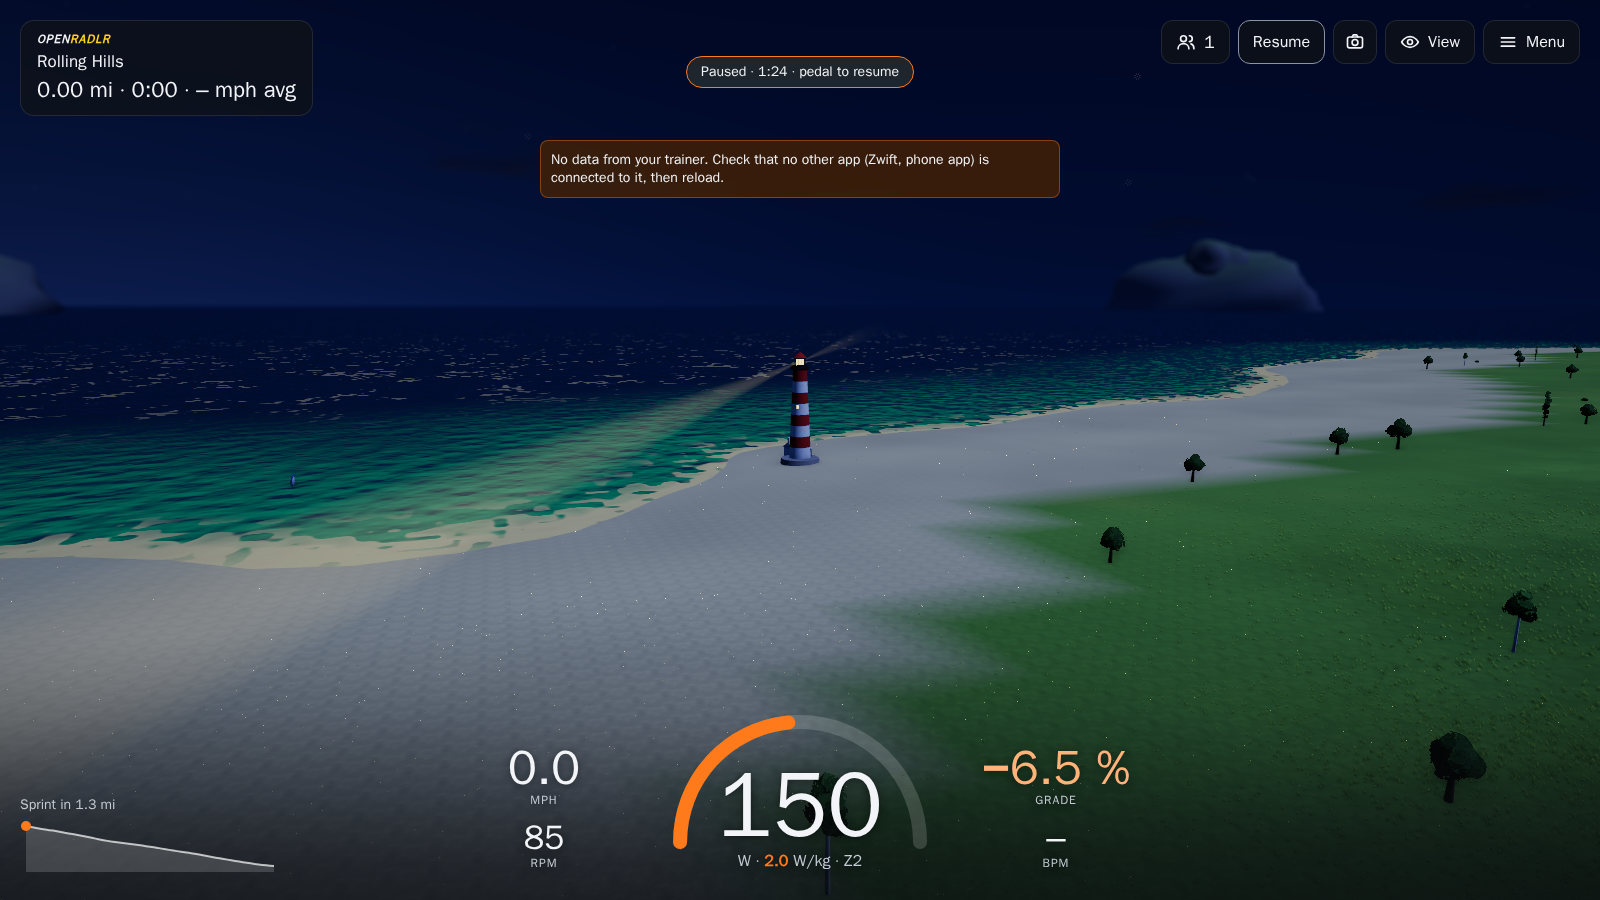 OPENRADLR
Rolling Hills
0.00 mi · 0:00 · – mph avg
Paused · 1:24 · pedal to resume
1
Resume
View
Menu
No data from your trainer. Check that no other app (Zwift, phone app) is
connected to it, then reload.
0.0
MPH
85
RPM
150
W · 2.0 W/kg · Z2
−6.5 %
GRADE
–
BPM
Sprint in 1.3 mi